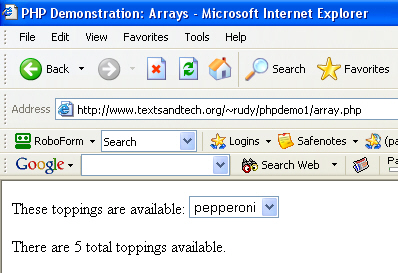 PHP Demonstration: Arrays - Microsoft Internet Explorer
File Edit View Favorites Tools Help
Back Search Favorites
Address http://www.textsandtech.org/~rudy/phpdemo1/array.php
RoboForm Search Logins Safenotes (pa
Google Search Web Pa
These toppings are available: pepperoni
There are 5 total toppings available.